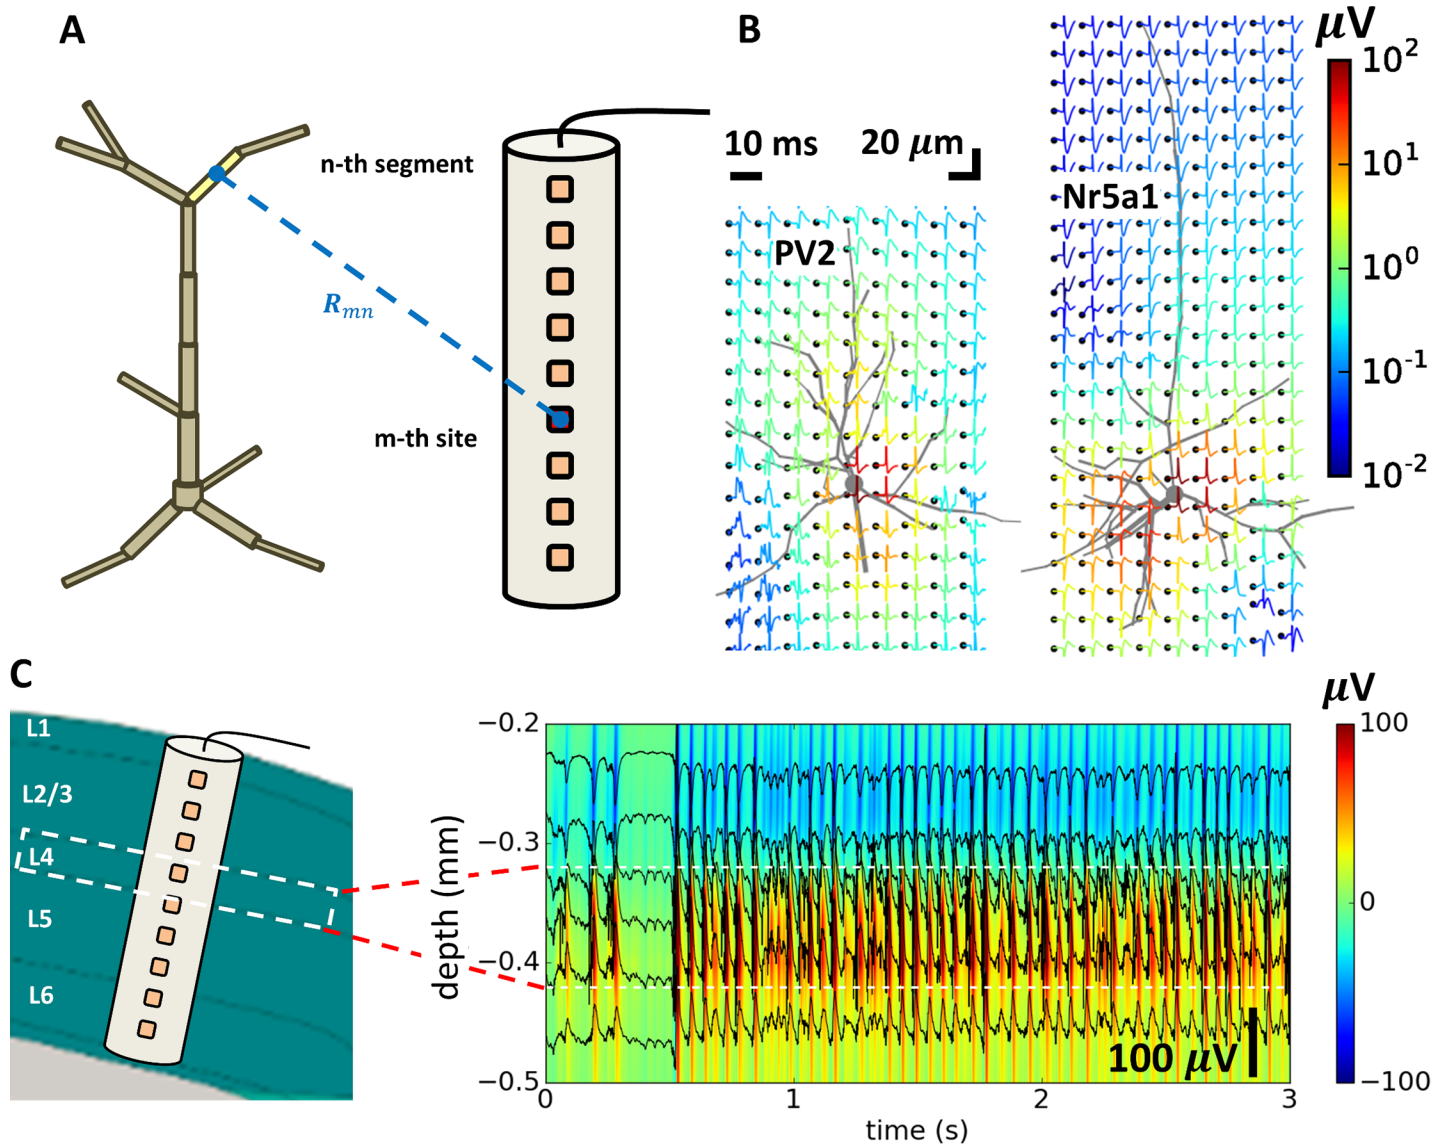 A
n-th segment
R_mn
m-th site
B
10 ms
20 μm
PV2
Nr5a1
μV
10^2
10^1
10^0
10^-1
10^-2
C
L1
L2/3
L4
L5
L6
depth (mm)
−0.2
−0.3
−0.4
−0.5
0
1
2
3
time (s)
100 μV
μV
100
0
−100